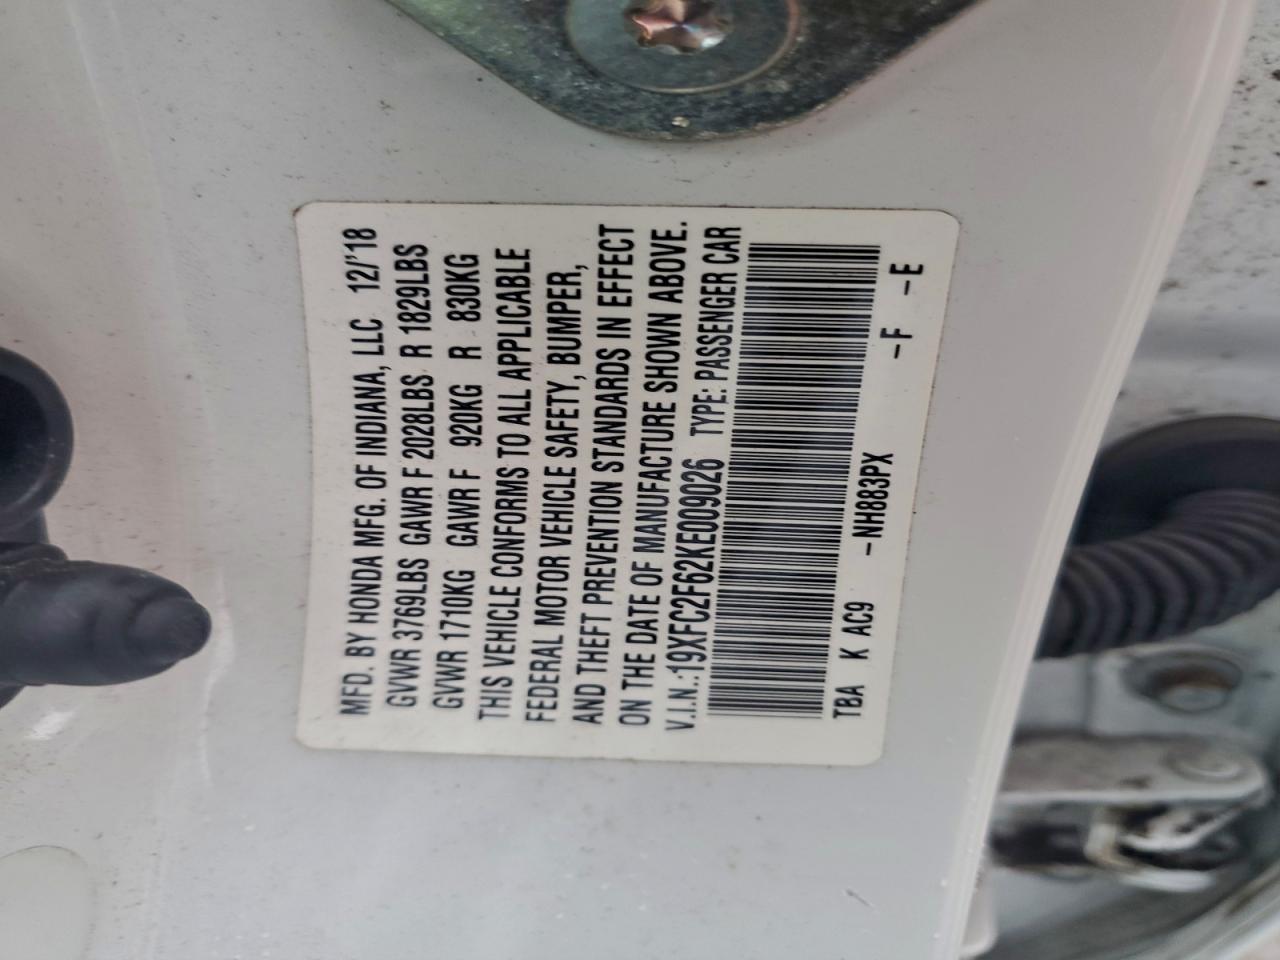 MFD. BY HONDA MFG. OF INDIANA, LLC 12/'18
GVWR 3769LBS GAWR F 2028LBS R 1829LBS
GVWR 1710KG GAWR F 920KG R 830KG
THIS VEHICLE CONFORMS TO ALL APPLICABLE
FEDERAL MOTOR VEHICLE SAFETY, BUMPER,
AND THEFT PREVENTION STANDARDS IN EFFECT
ON THE DATE OF MANUFACTURE SHOWN ABOVE.
V.I.N.:19XFC2F62KE009026 TYPE: PASSENGER CAR
TBA K AC9 -NH883PX -F -E